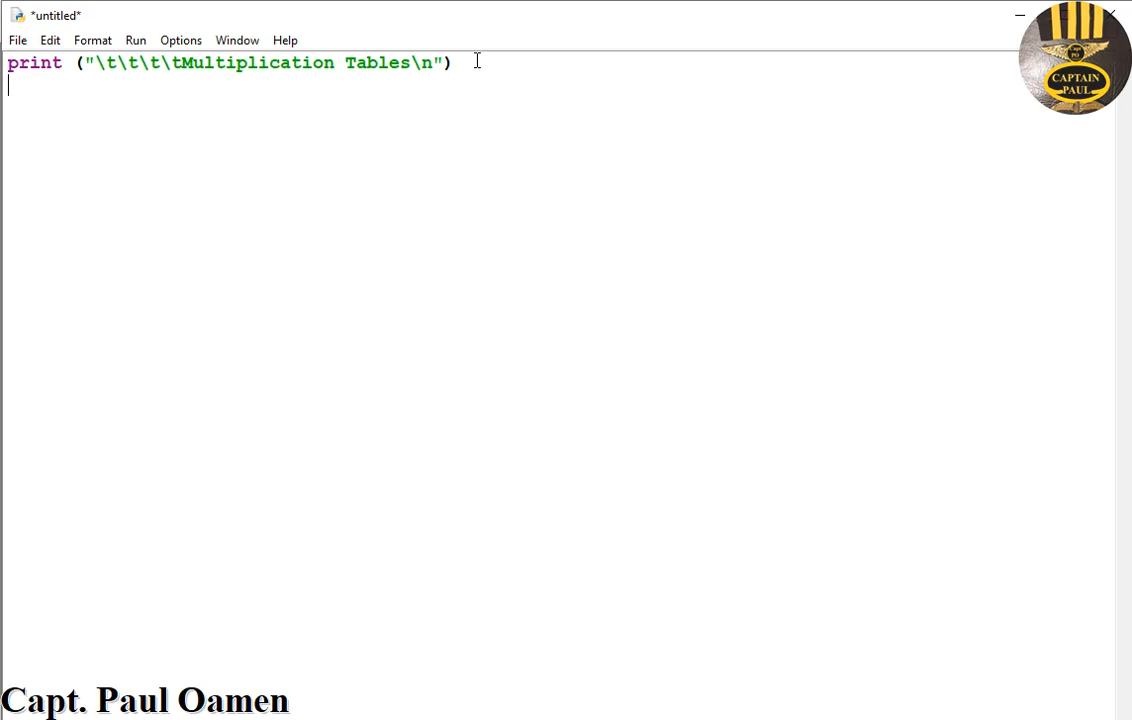 *untitled*
File Edit Format Run Options Window Help
print ("\t\t\t\tMultiplication Tables\n")
CAPTAIN
PAUL
Capt. Paul Oamen